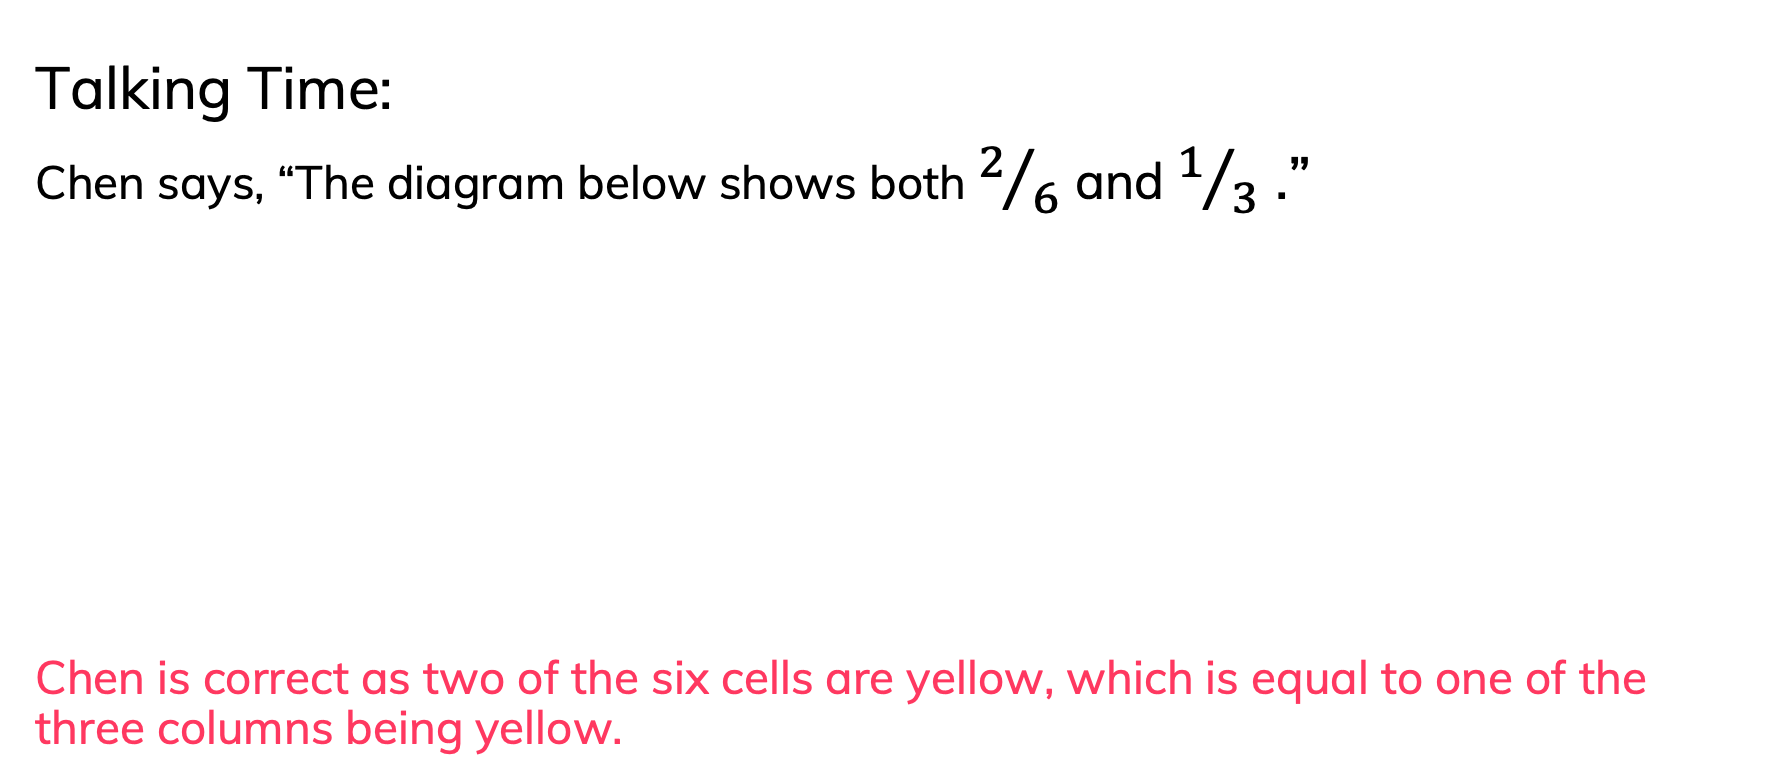 Talking Time:
Chen says, “The diagram below shows both 2/6 and 1/3 .”
Chen is correct as two of the six cells are yellow, which is equal to one of the
three columns being yellow.